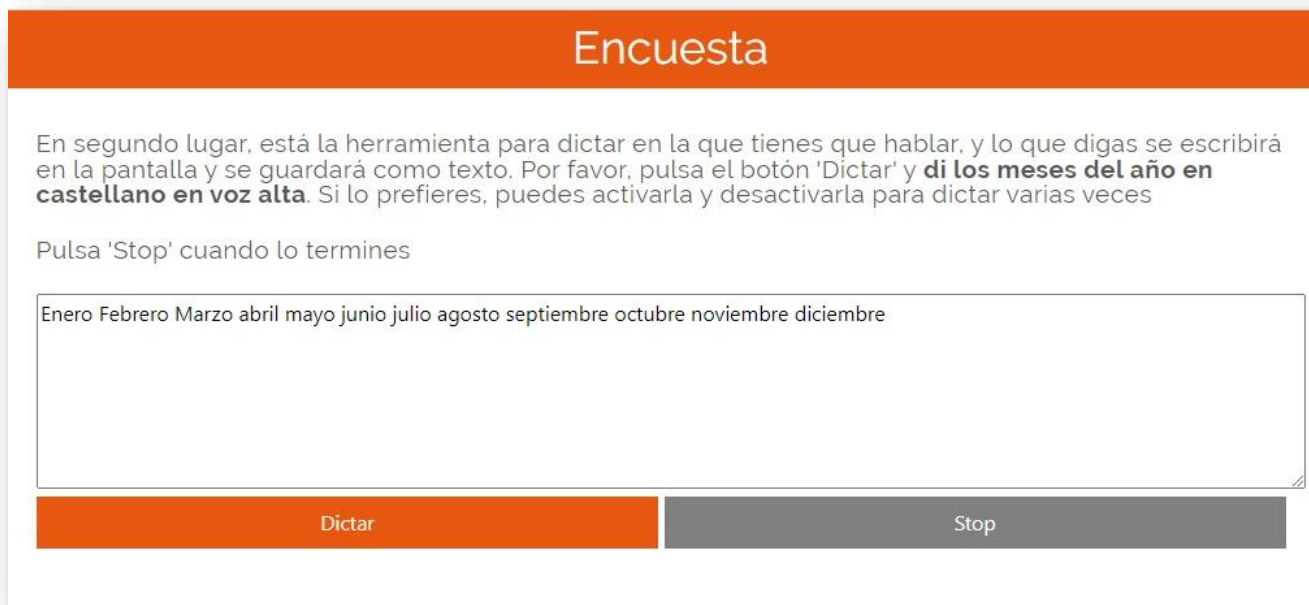 Encuesta
En segundo lugar, está la herramienta para dictar en la que tienes que hablar, y lo que digas se escribirá
en la pantalla y se guardará como texto. Por favor, pulsa el botón 'Dictar' y di los meses del año en
castellano en voz alta. Si lo prefieres, puedes activarla y desactivarla para dictar varias veces
Pulsa 'Stop' cuando lo termines
Enero Febrero Marzo abril mayo junio julio agosto septiembre octubre noviembre diciembre
Dictar Stop